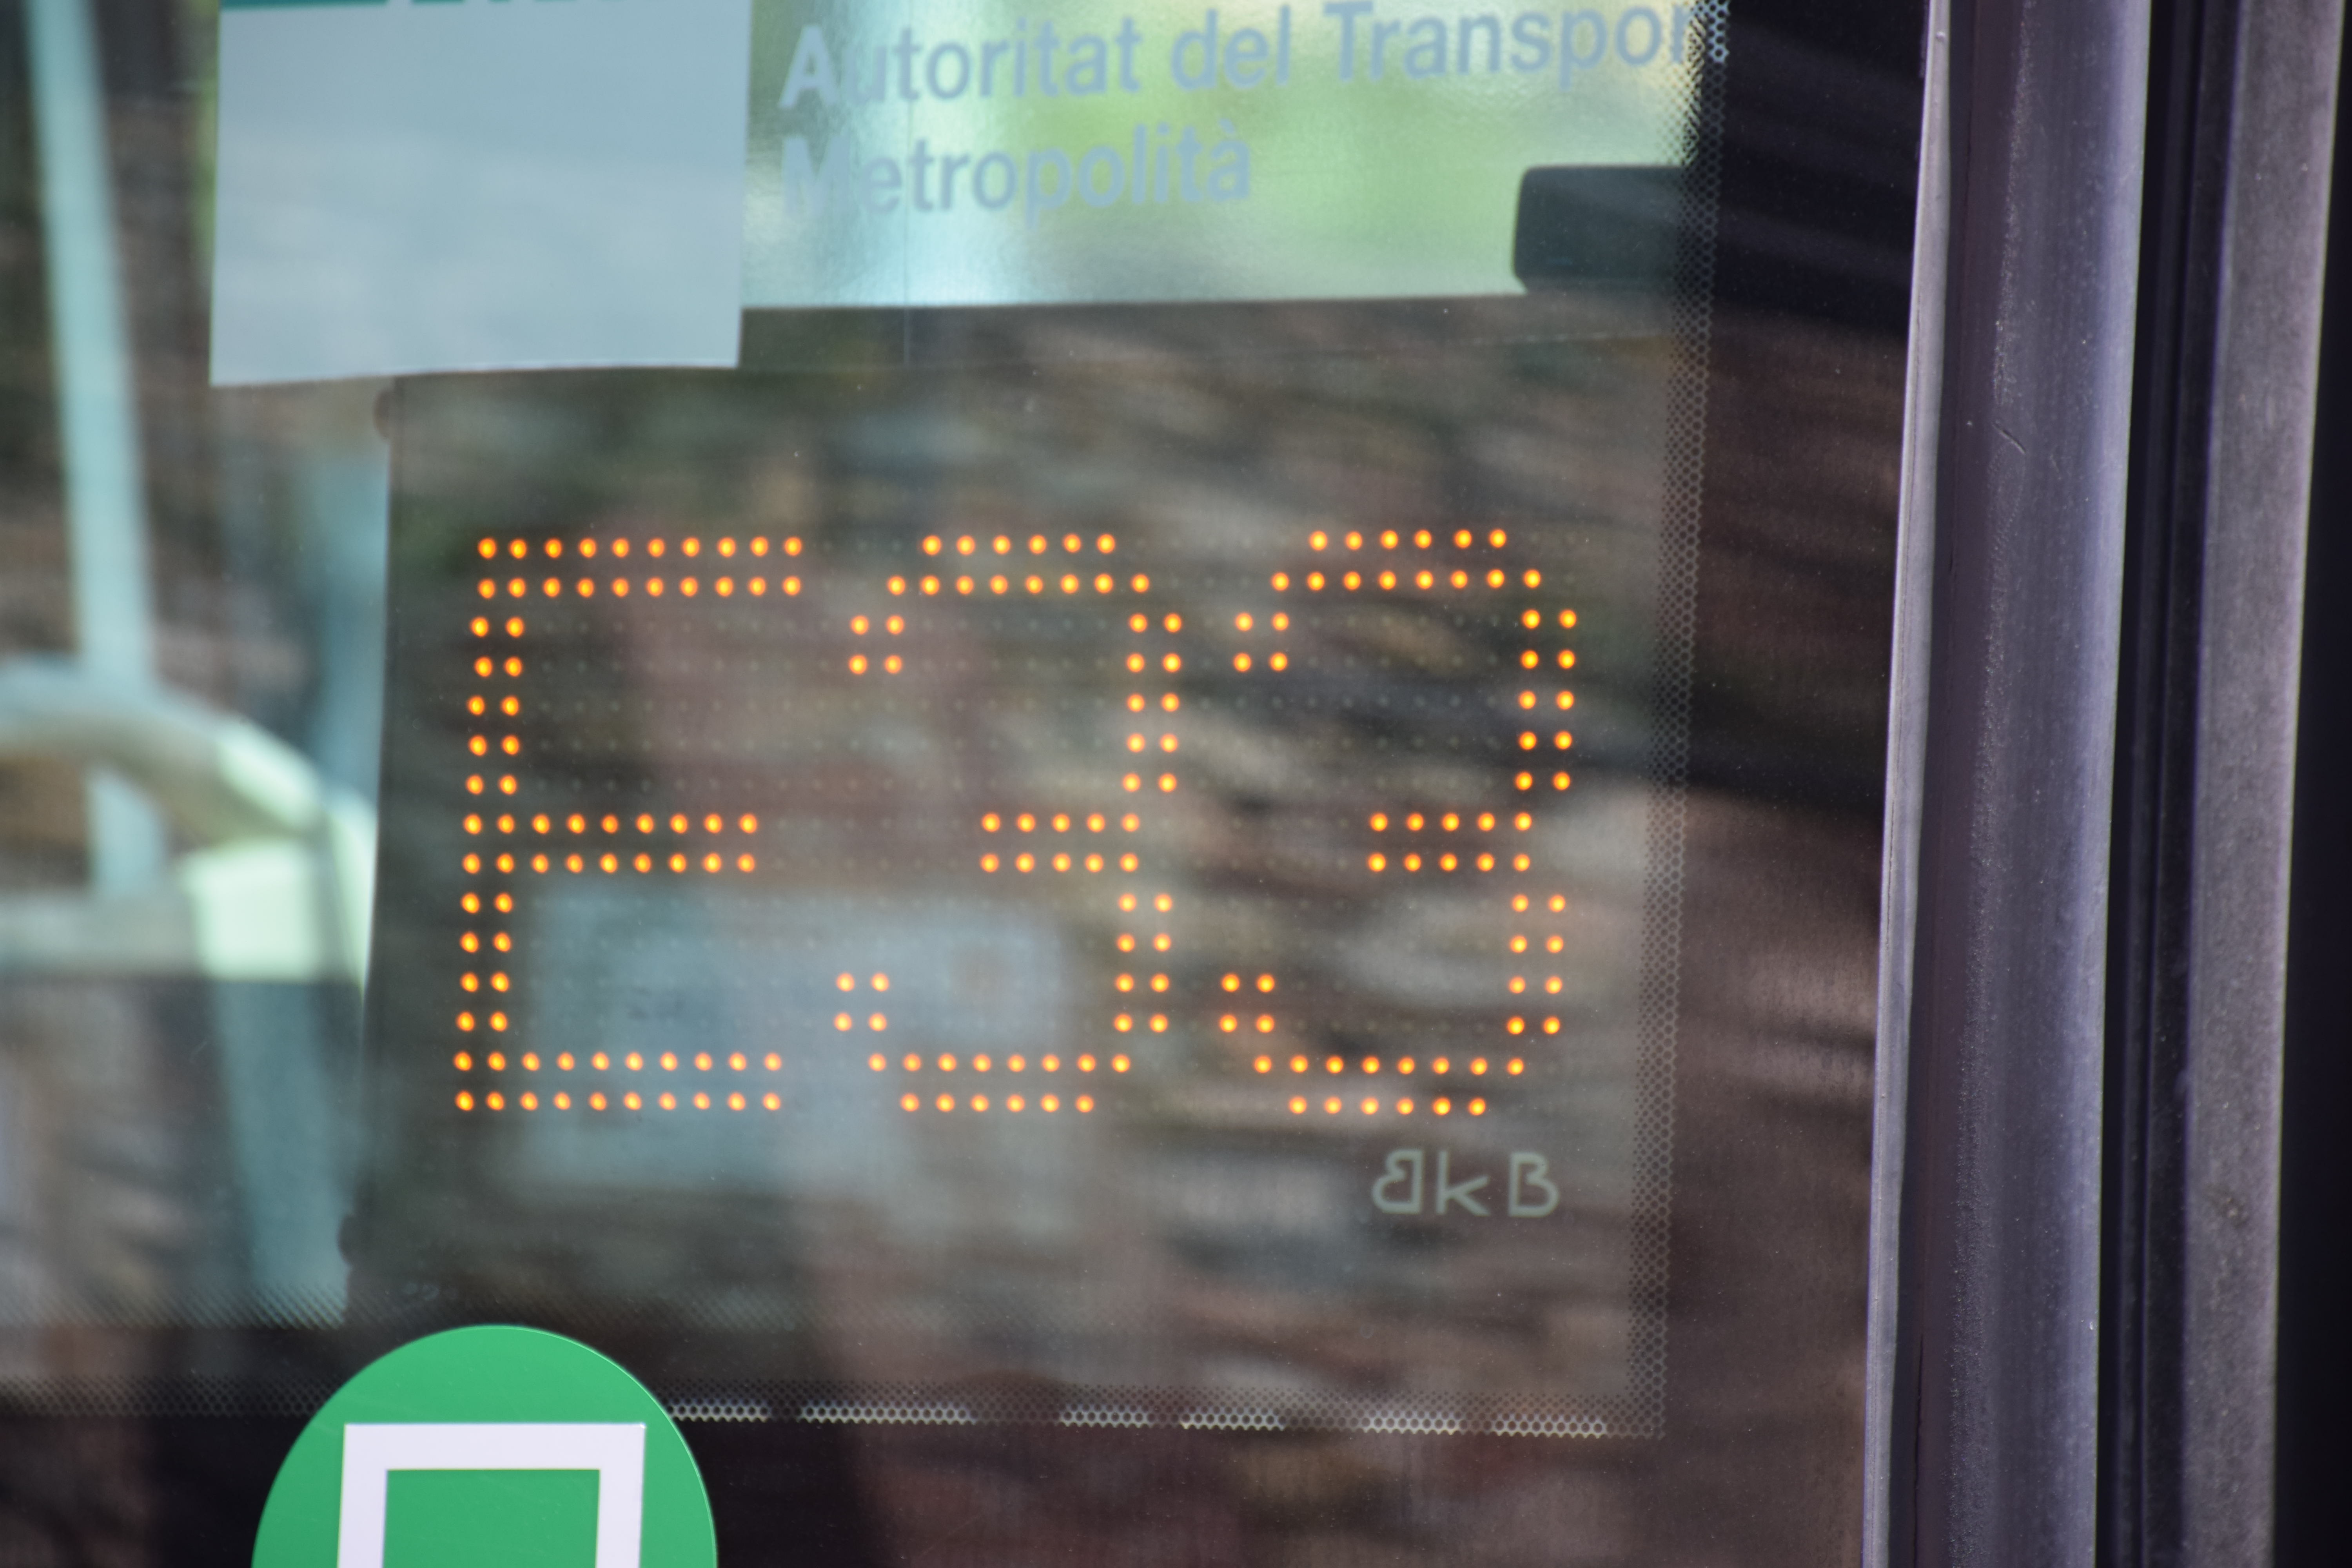 Autoritat del Transpor
Metropolità
E33
BkB